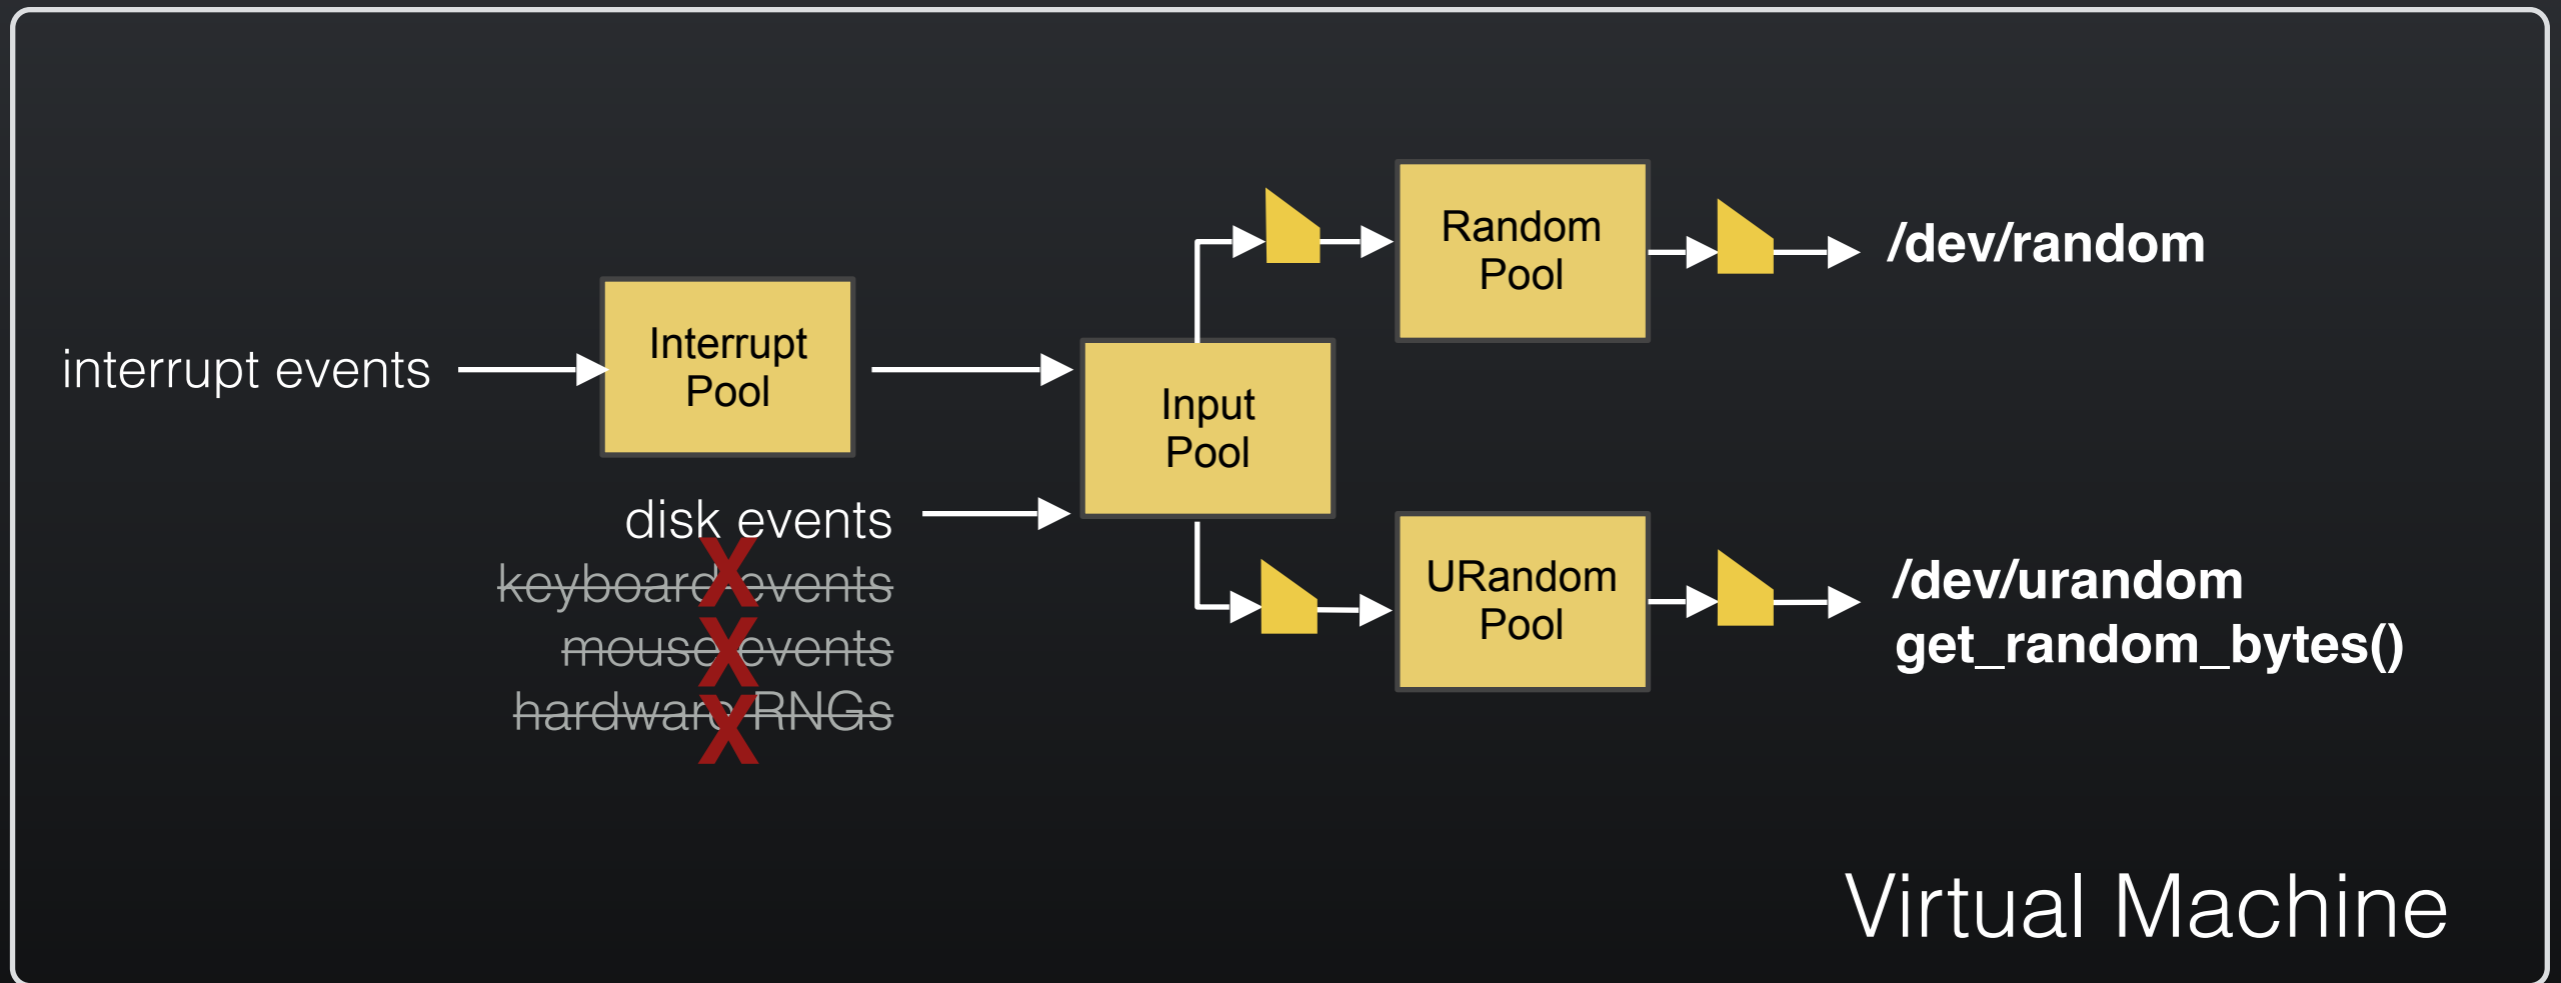 interrupt events
Interrupt
Pool
disk events
keyboard events
mouse events
hardware RNGs
Input
Pool
Random
Pool
/dev/random
URandom
Pool
/dev/urandom
get_random_bytes()
Virtual Machine